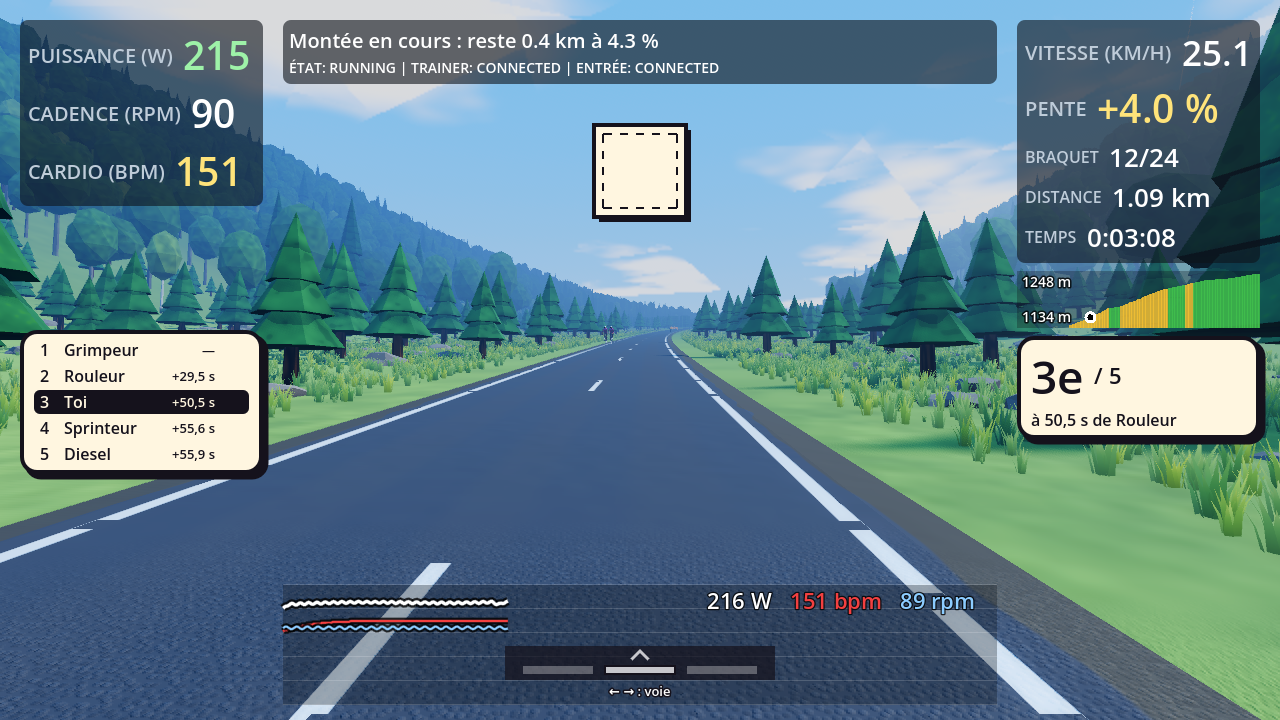 PUISSANCE (W) 215
CADENCE (RPM) 90
CARDIO (BPM) 151
Montée en cours : reste 0.4 km à 4.3 %
ÉTAT: RUNNING | TRAINER: CONNECTED | ENTRÉE: CONNECTED
VITESSE (KM/H) 25.1
PENTE +4.0 %
BRAQUET 12/24
DISTANCE 1.09 km
TEMPS 0:03:08
1248 m
1134 m
1 Grimpeur —
2 Rouleur +29,5 s
3 Toi +50,5 s
4 Sprinteur +55,6 s
5 Diesel +55,9 s
3e / 5
à 50,5 s de Rouleur
216 W 151 bpm 89 rpm
← → : voie